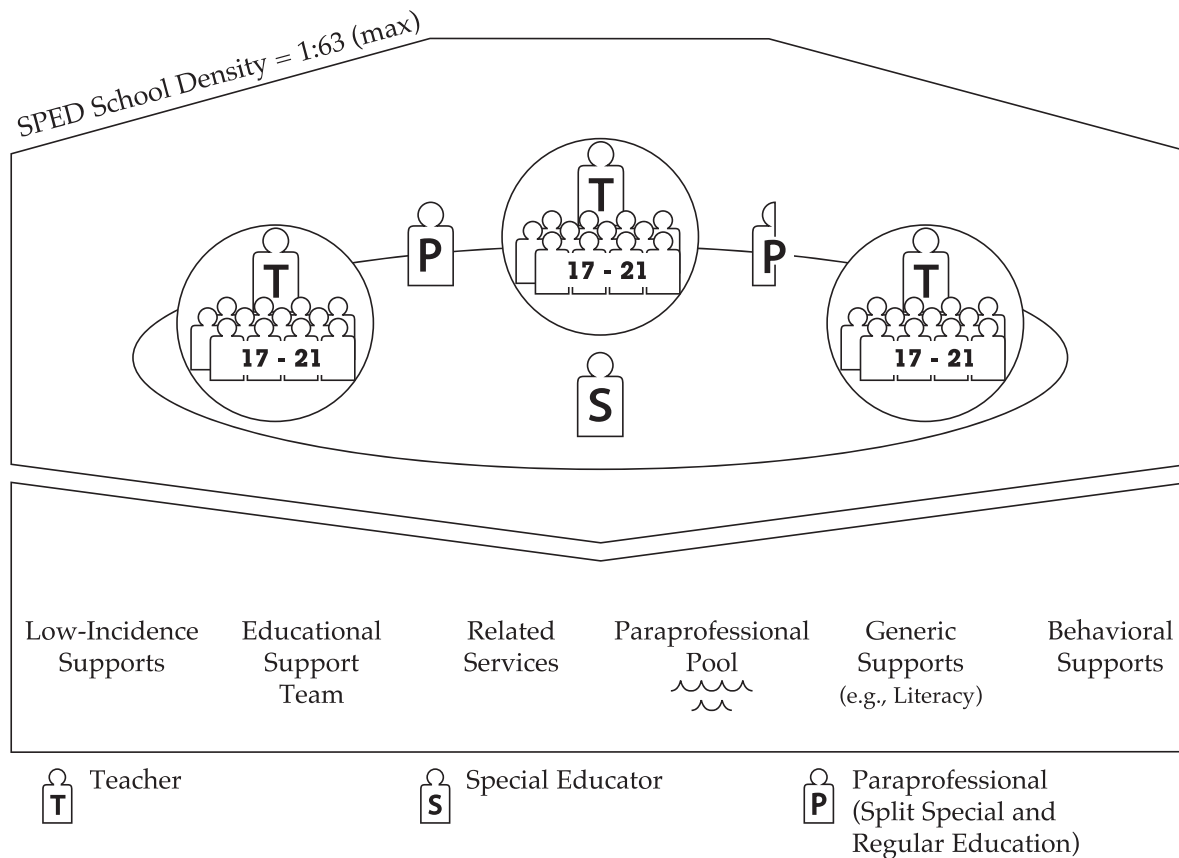 SPED School Density = 1:63 (max)
T
17 - 21
P
P
T
17 - 21
T
17 - 21
S
Low-Incidence
Supports
Educational
Support
Team
Related
Services
Paraprofessional
Pool
Generic
Supports
(e.g., Literacy)
Behavioral
Supports
T
Teacher
S
Special Educator
P
Paraprofessional
(Split Special and
Regular Education)